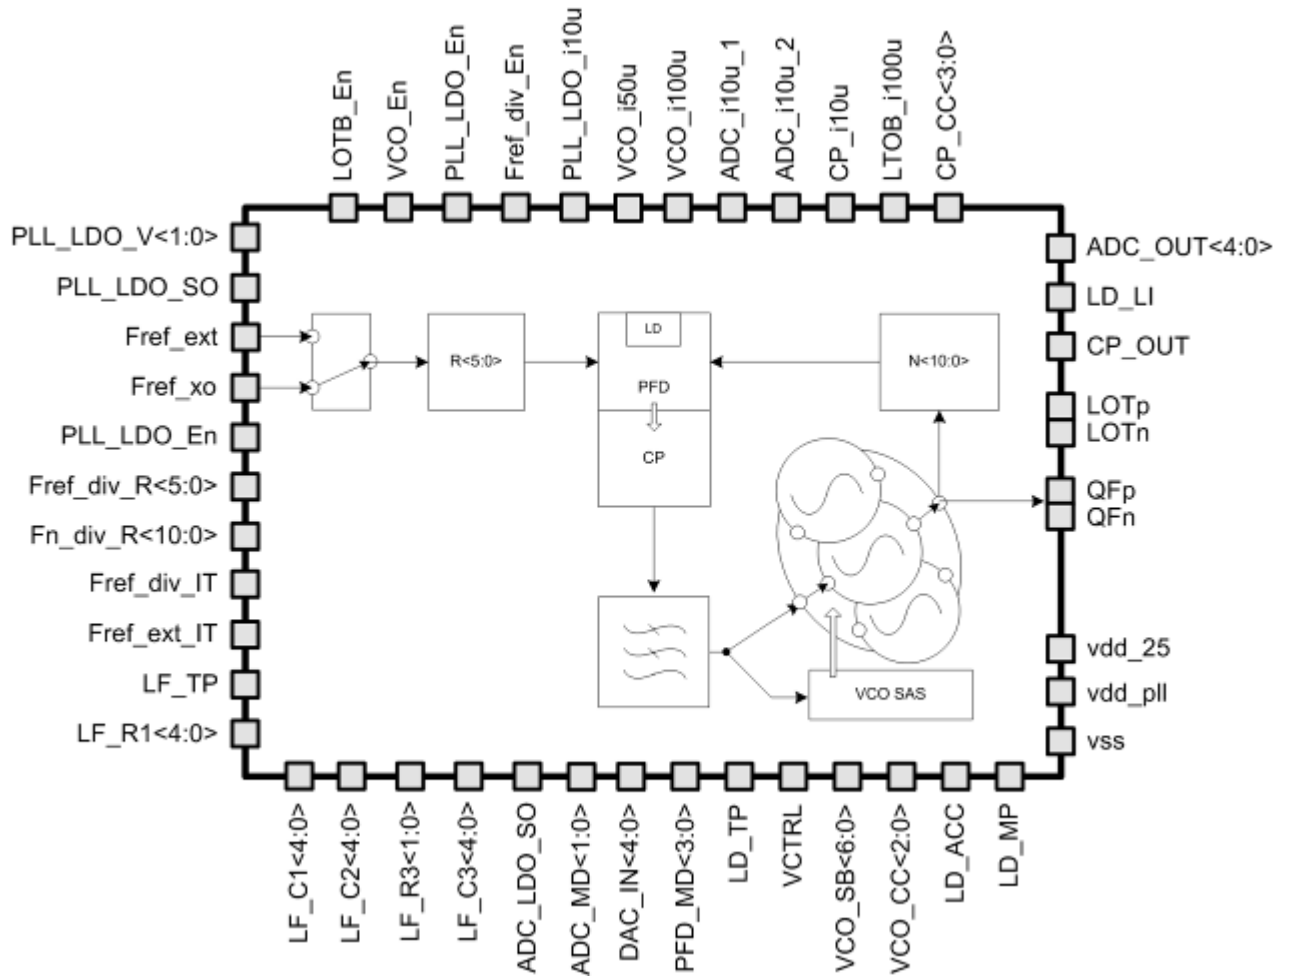 LOTB_En
VCO_En
PLL_LDO_En
Fref_div_En
PLL_LDO_i10u
VCO_i50u
VCO_i100u
ADC_i10u_1
ADC_i10u_2
CP_i10u
LTOB_i100u
CP_CC<3:0>
PLL_LDO_V<1:0>
PLL_LDO_SO
Fref_ext
Fref_xo
PLL_LDO_En
Fref_div_R<5:0>
Fn_div_R<10:0>
Fref_div_IT
Fref_ext_IT
LF_TP
LF_R1<4:0>
R<5:0>
LD
PFD
CP
N<10:0>
VCO SAS
ADC_OUT<4:0>
LD_LI
CP_OUT
LOTp
LOTn
QFp
QFn
vdd_25
vdd_pll
vss
LF_C1<4:0>
LF_C2<4:0>
LF_R3<1:0>
LF_C3<4:0>
ADC_LDO_SO
ADC_MD<1:0>
DAC_IN<4:0>
PFD_MD<3:0>
LD_TP
VCTRL
VCO_SB<6:0>
VCO_CC<2:0>
LD_ACC
LD_MP